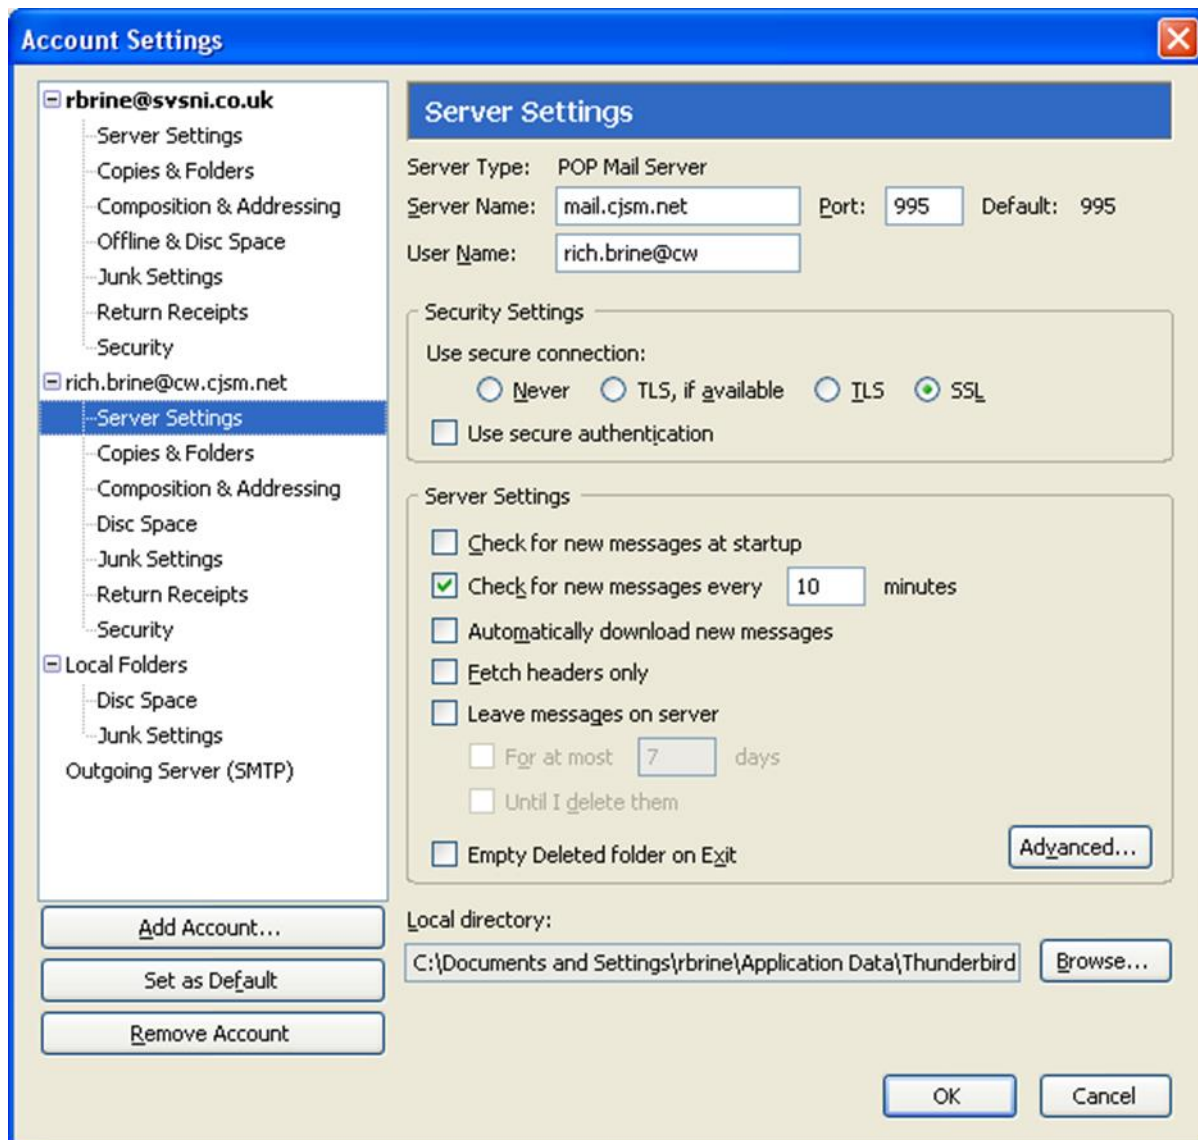 Account Settings
rbrine@svsni.co.uk
Server Settings
Copies & Folders
Composition & Addressing
Offline & Disc Space
Junk Settings
Return Receipts
Security
rich.brine@cw.cjsm.net
Server Settings
Copies & Folders
Composition & Addressing
Disc Space
Junk Settings
Return Receipts
Security
Local Folders
Disc Space
Junk Settings
Outgoing Server (SMTP)
Add Account...
Set as Default
Remove Account
Server Settings
Server Type: POP Mail Server
Server Name: mail.cjsm.net Port: 995 Default: 995
User Name: rich.brine@cw
Security Settings
Use secure connection:
Never TLS, if available TLS SSL
Use secure authentication
Server Settings
Check for new messages at startup
Check for new messages every 10 minutes
Automatically download new messages
Fetch headers only
Leave messages on server
For at most 7 days
Until I delete them
Empty Deleted folder on Exit Advanced...
Local directory:
C:\Documents and Settings\rbrine\Application Data\Thunderbird Browse...
OK Cancel